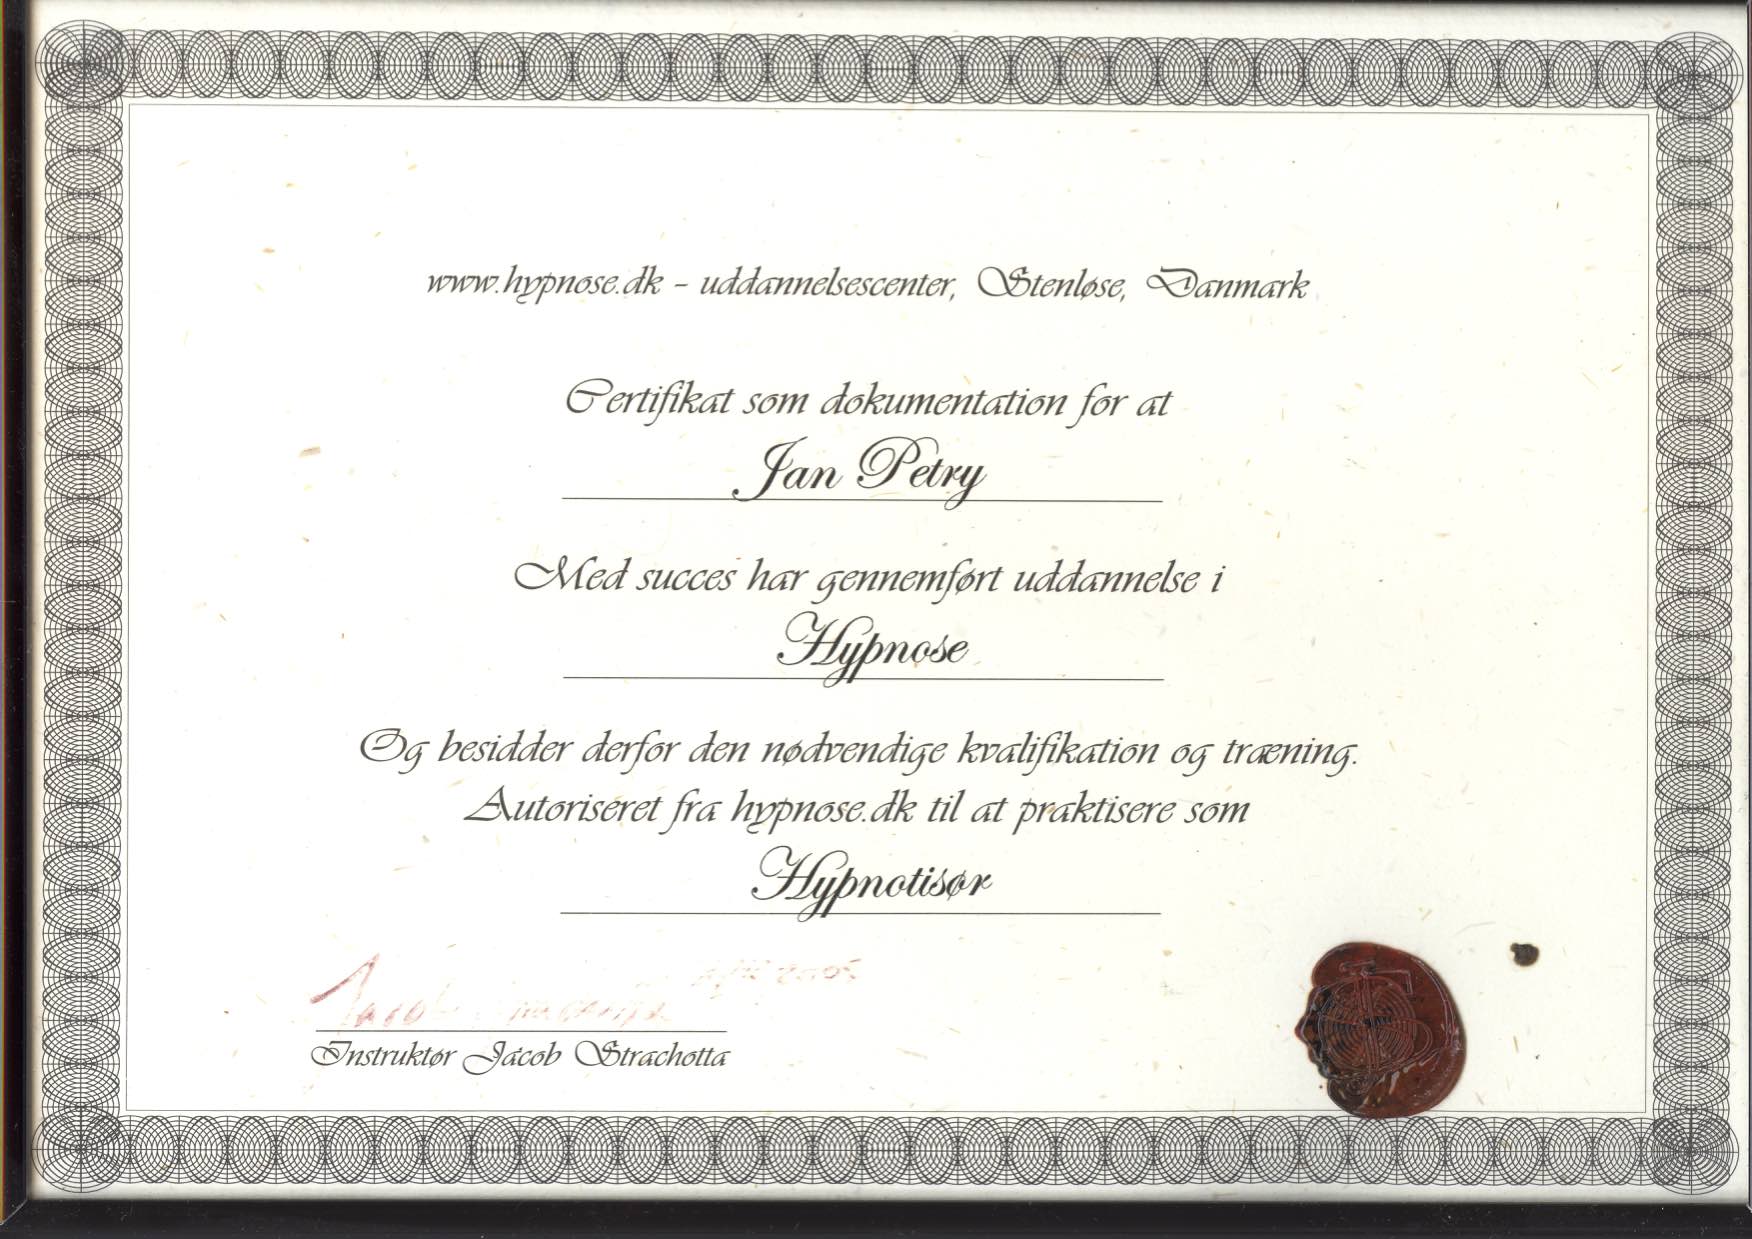 www.hypnose.dk - uddannelsescenter, Stenløse, Danmark
Certifikat som dokumentation for at
Jan Petry
Med succes har gennemført uddannelse i
Hypnose
Og besidder derfor den nødvendige kvalifikation og træning.
Autoriseret fra hypnose.dk til at praktisere som
Hypnotisør
Jacob
Instruktør Jacob Strachotta